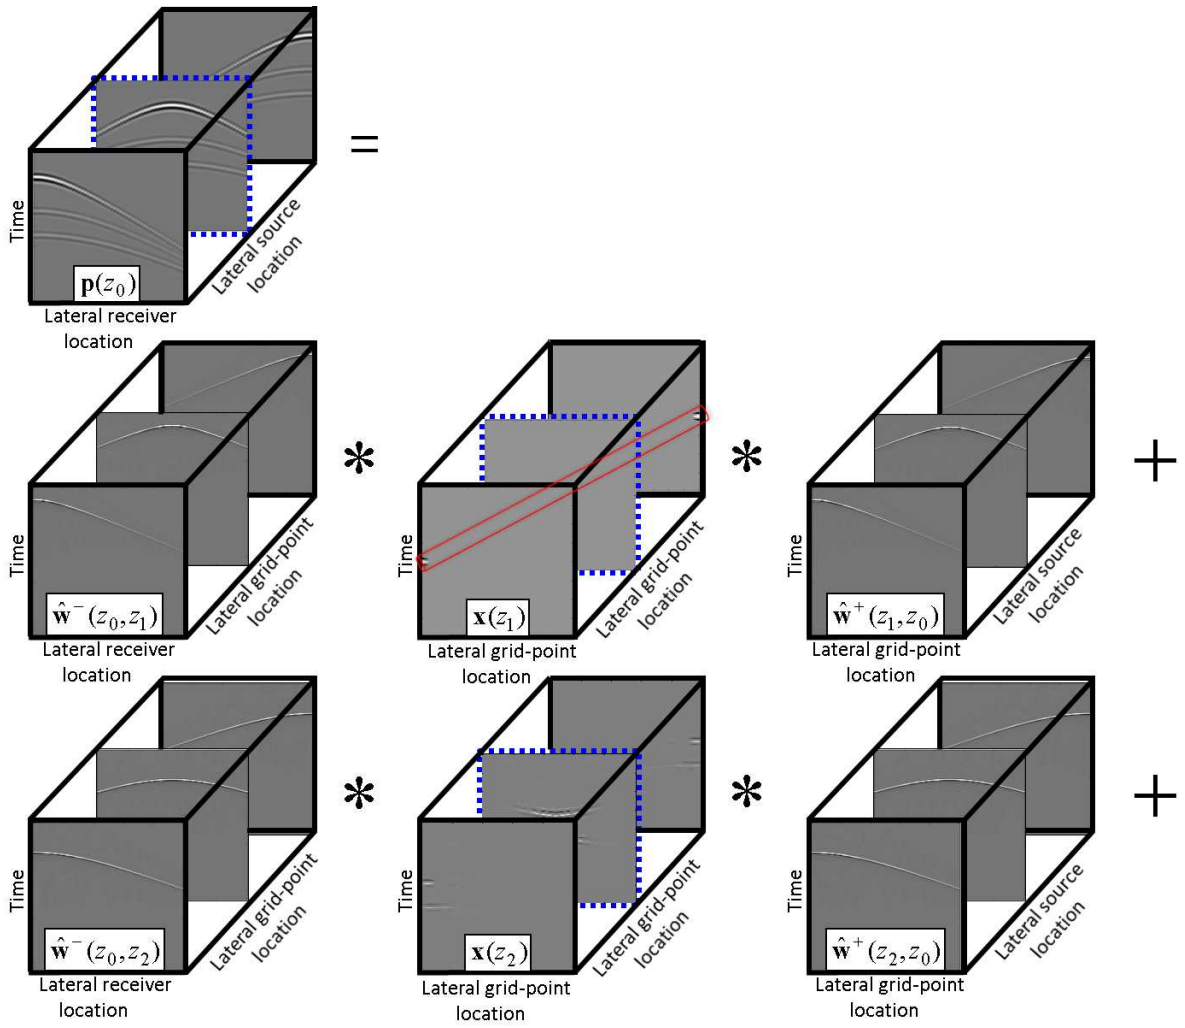 =
Time
p(z₀)
Lateral source
location
Lateral receiver
location
Time
ŵ⁻(z₀,z₁)
Lateral grid-point
location
Lateral receiver
location
*
Time
x(z₁)
Lateral grid-point
location
Lateral grid-point
location
*
Time
ŵ⁺(z₁,z₀)
Lateral source
location
Lateral grid-point
location
+
Time
ŵ⁻(z₀,z₂)
Lateral grid-point
location
Lateral receiver
location
*
Time
x(z₂)
Lateral grid-point
location
Lateral grid-point
location
*
Time
ŵ⁺(z₂,z₀)
Lateral source
location
Lateral grid-point
location
+